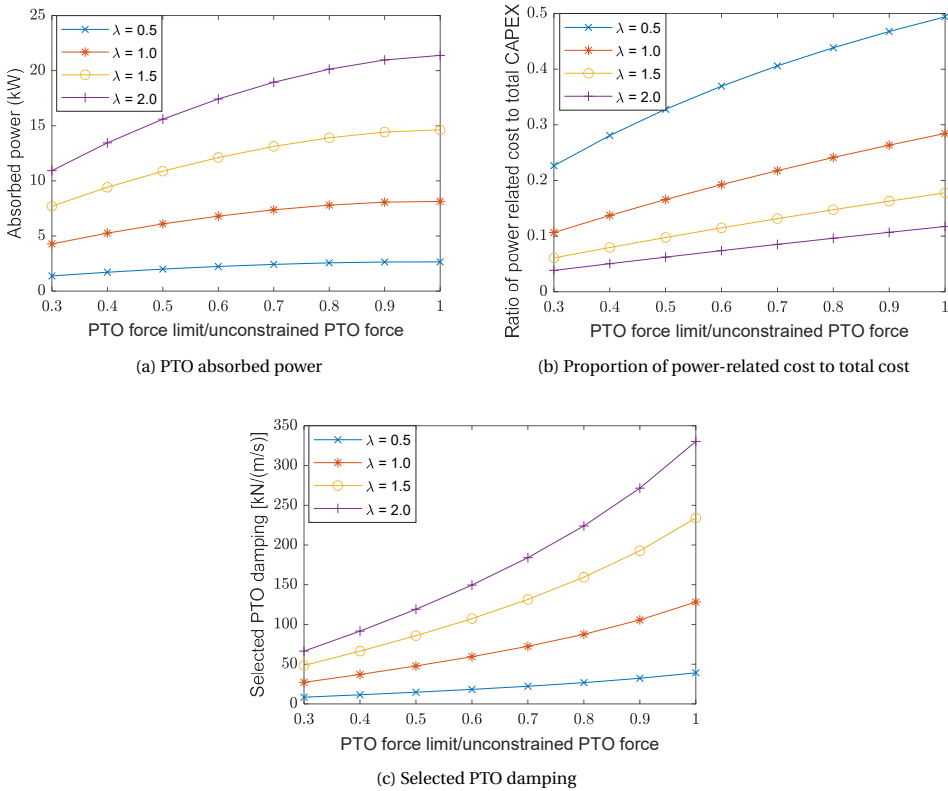 25
20
15
10
5
0
Absorbed power (kW)
λ = 0.5
λ = 1.0
λ = 1.5
λ = 2.0
0.3 0.4 0.5 0.6 0.7 0.8 0.9 1
PTO force limit/unconstrained PTO force
(a) PTO absorbed power
0.5
0.4
0.3
0.2
0.1
0
Ratio of power related cost to total CAPEX
λ = 0.5
λ = 1.0
λ = 1.5
λ = 2.0
0.3 0.4 0.5 0.6 0.7 0.8 0.9 1
PTO force limit/unconstrained PTO force
(b) Proportion of power-related cost to total cost
350
300
250
200
150
100
50
0
Selected PTO damping [kN/(m/s)]
λ = 0.5
λ = 1.0
λ = 1.5
λ = 2.0
0.3 0.4 0.5 0.6 0.7 0.8 0.9 1
PTO force limit/unconstrained PTO force
(c) Selected PTO damping